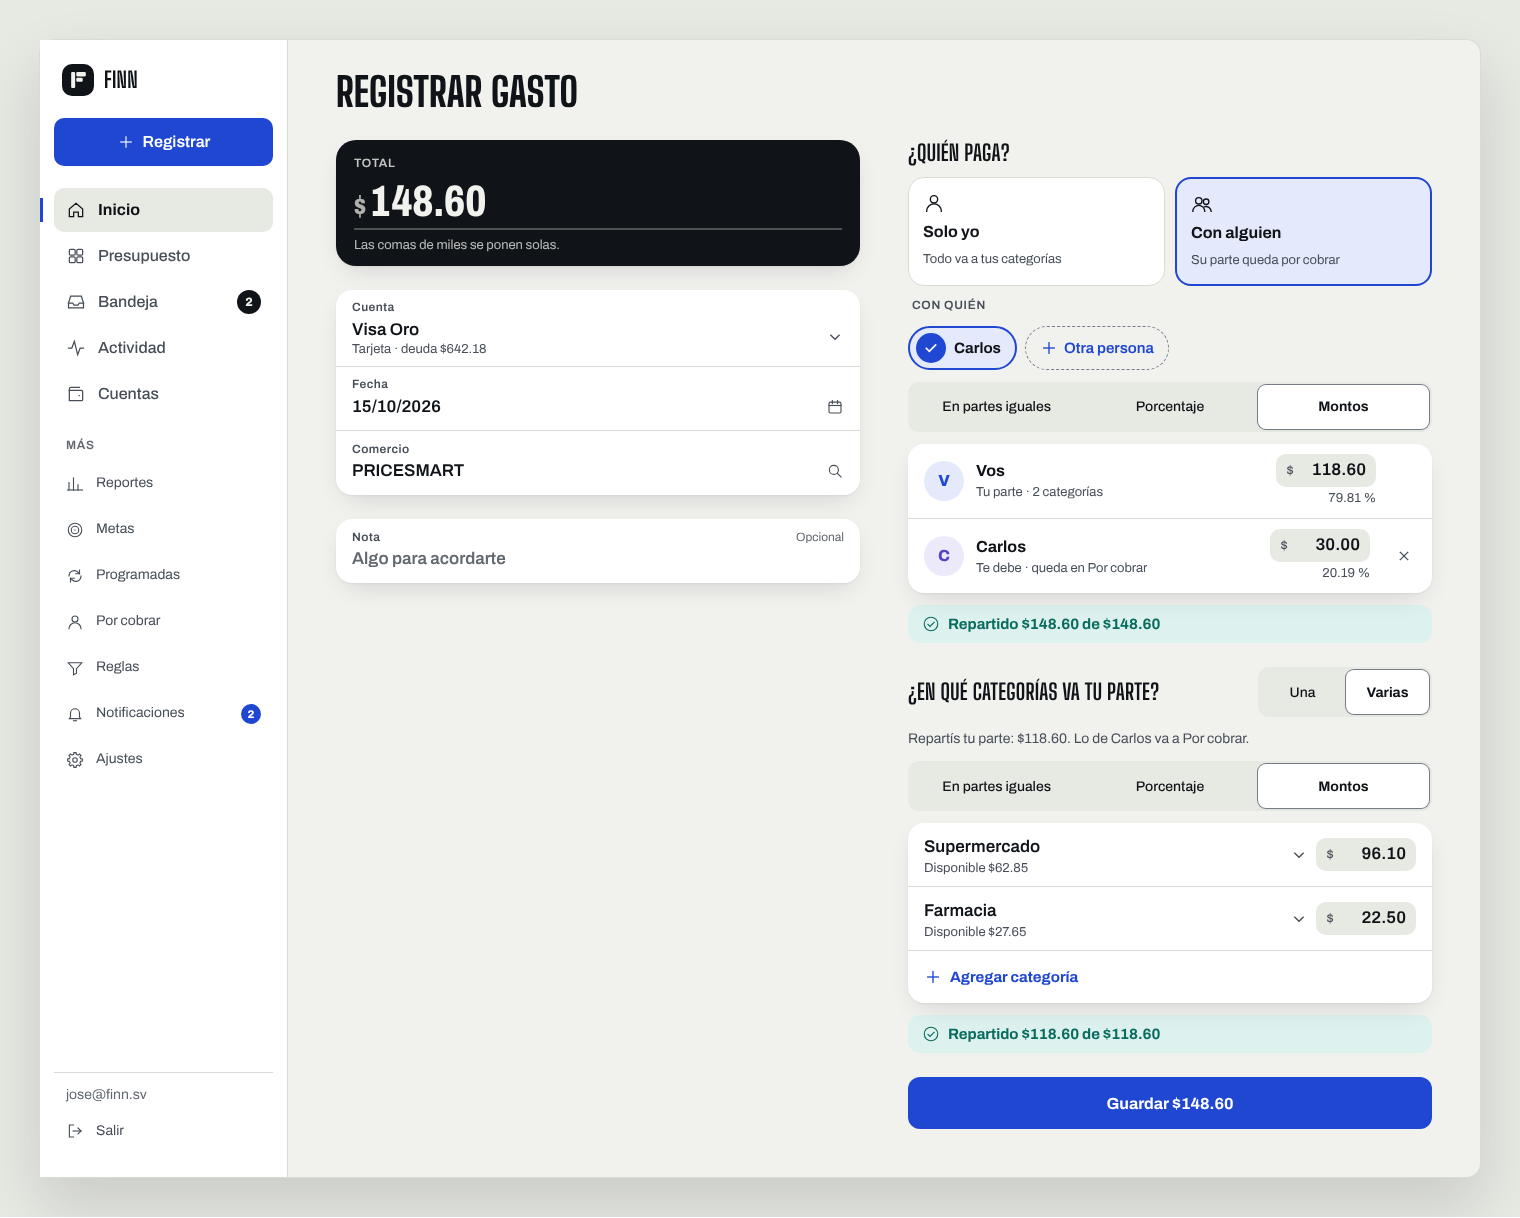 FINN
Registrar
Inicio
Presupuesto
Bandeja 2
Actividad
Cuentas
MÁS
Reportes
Metas
Programadas
Por cobrar
Reglas
Notificaciones 2
Ajustes
jose@finn.sv
Salir
REGISTRAR GASTO
TOTAL
$ 148.60
Las comas de miles se ponen solas.
Cuenta
Visa Oro
Tarjeta · deuda $642.18
Fecha
15/10/2026
Comercio
PRICESMART
Nota Opcional
Algo para acordarte
¿QUIÉN PAGA?
Solo yo
Todo va a tus categorías
Con alguien
Su parte queda por cobrar
CON QUIÉN
Carlos
Otra persona
En partes iguales Porcentaje Montos
V
Vos
Tu parte · 2 categorías
$ 118.60
79.81 %
C
Carlos
Te debe · queda en Por cobrar
$ 30.00
20.19 %
Repartido $148.60 de $148.60
¿EN QUÉ CATEGORÍAS VA TU PARTE?
Una Varias
Repartís tu parte: $118.60. Lo de Carlos va a Por cobrar.
En partes iguales Porcentaje Montos
Supermercado
Disponible $62.85
$ 96.10
Farmacia
Disponible $27.65
$ 22.50
Agregar categoría
Repartido $118.60 de $118.60
Guardar $148.60